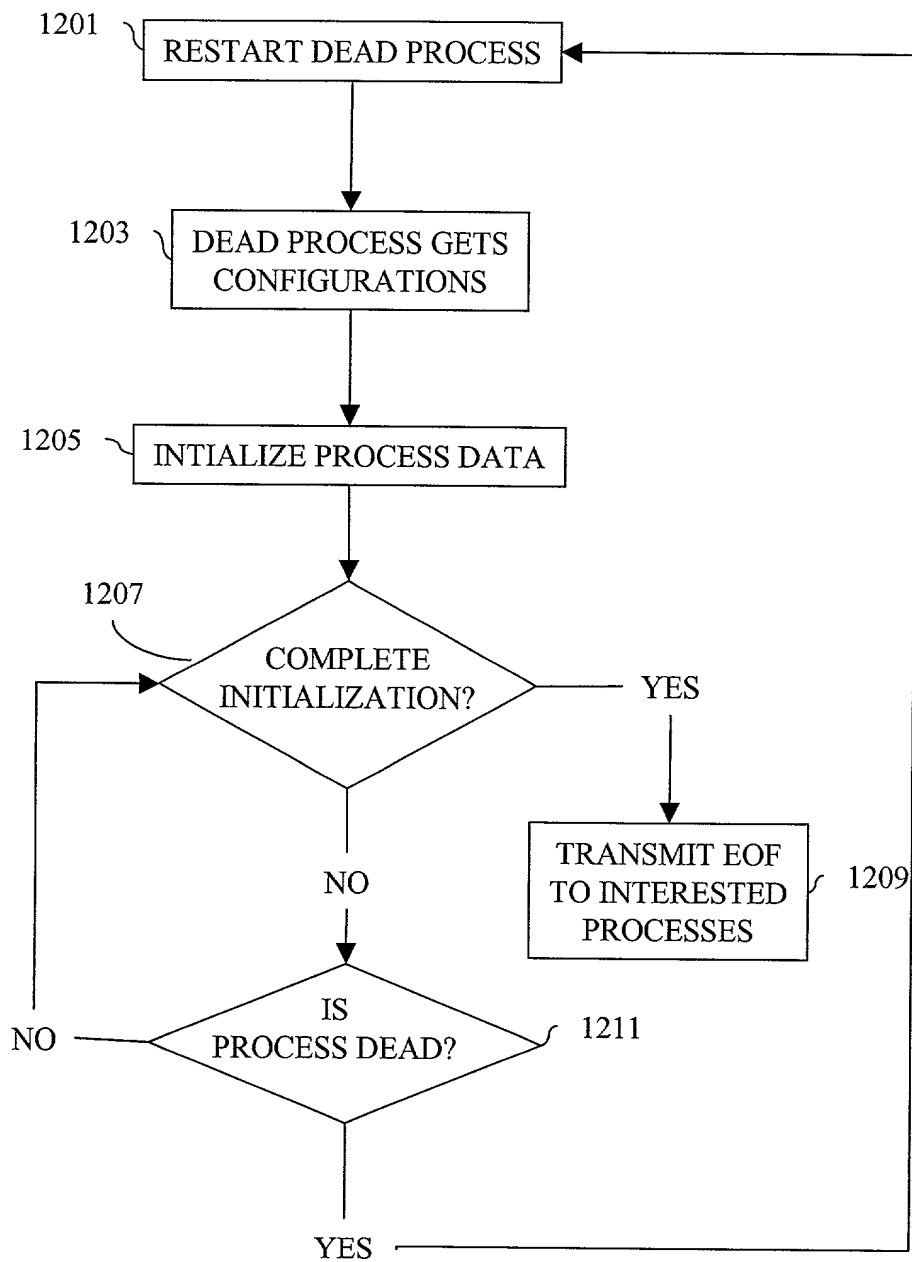 1201
RESTART DEAD PROCESS
1203
DEAD PROCESS GETS
CONFIGURATIONS
1205
INTIALIZE PROCESS DATA
1207
COMPLETE
INITIALIZATION?
YES
NO
TRANSMIT EOF
TO INTERESTED
PROCESSES
1209
IS
PROCESS DEAD?
1211
NO
YES